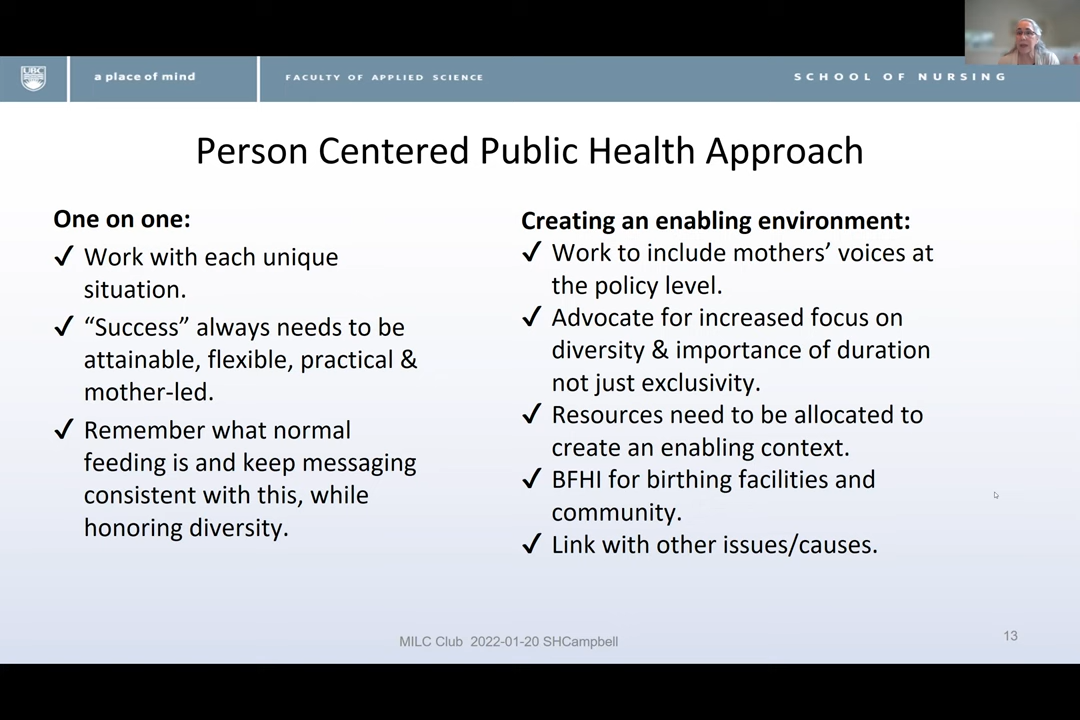 UBC
a place of mind
FACULTY OF APPLIED SCIENCE
SCHOOL OF NURSING
Person Centered Public Health Approach
One on one:
✓ Work with each unique
situation.
✓ “Success” always needs to be
attainable, flexible, practical &
mother-led.
✓ Remember what normal
feeding is and keep messaging
consistent with this, while
honoring diversity.
Creating an enabling environment:
✓ Work to include mothers’ voices at
the policy level.
✓ Advocate for increased focus on
diversity & importance of duration
not just exclusivity.
✓ Resources need to be allocated to
create an enabling context.
✓ BFHI for birthing facilities and
community.
✓ Link with other issues/causes.
MILC Club 2022-01-20 SHCampbell
13